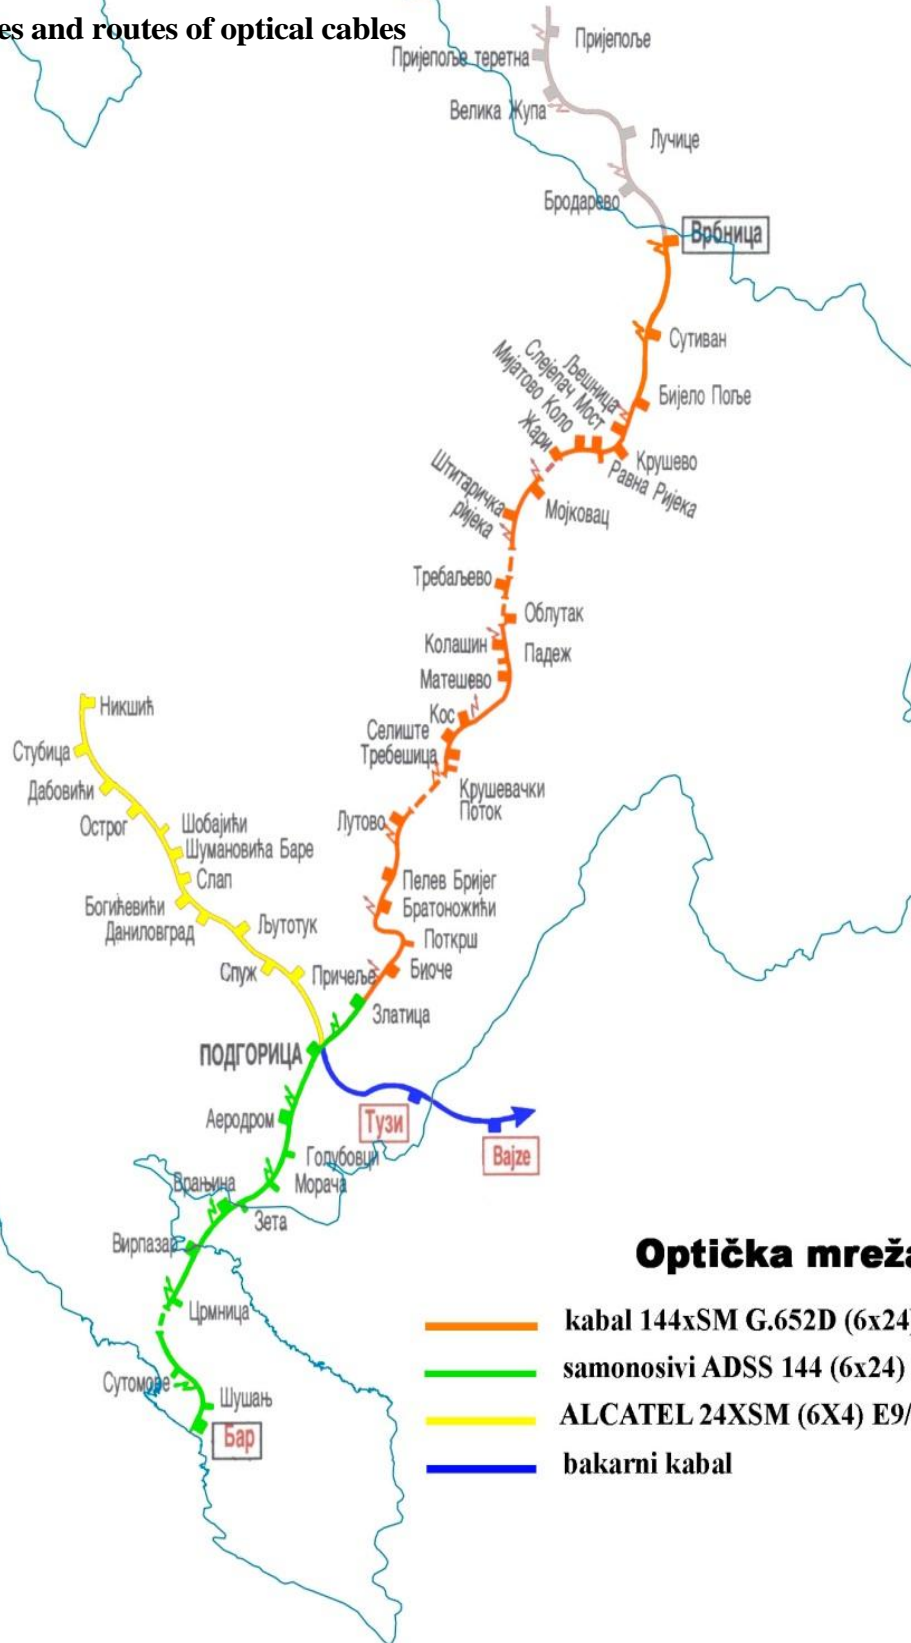 es and routes of optical cables
Пријепоље
Пријепоље теретна
Велика Жупа
Лучице
Бродарево
Врбница
Сутиван
Бијело Поље
Љешница
Слејепач Мост
Мијатово Коло
Жари
Крушево
Равна Ријека
Мојковац
Штитаричка
ријека
Требаљево
Облутак
Колашин
Падеж
Матешево
Кос
Селиште
Требешица
Крушевачки
Поток
Лутово
Пелев Бријег
Братоножићи
Поткрш
Биоче
Златица
Никшић
Стубица
Дабовићи
Острог
Шобајићи
Шумановића Баре
Слап
Богићевићи
Даниловград
Љутотук
Спуж
Причеље
ПОДГОРИЦА
Тузи
Bajze
Аеродром
Голубовци
Морача
Врањина
Зета
Вирпазар
Црмница
Сутоморе
Шушањ
Бар
Optička mreža
kabal 144xSM G.652D (6x24)
samonosivi ADSS 144 (6x24)
ALCATEL 24XSM (6X4) E9/
bakarni kabal